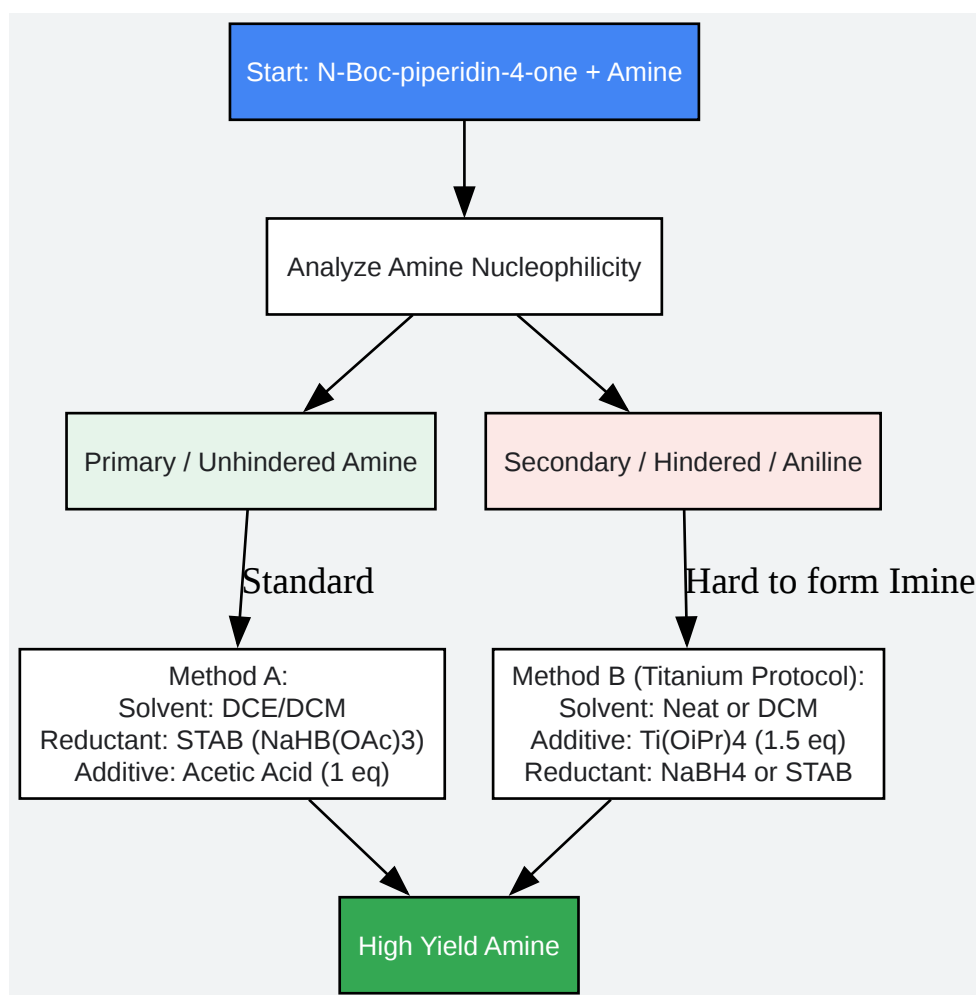 Start: N-Boc-piperidin-4-one + Amine
Analyze Amine Nucleophilicity
Primary / Unhindered Amine
Secondary / Hindered / Aniline
Standard
Hard to form Imine
Method A:
Solvent: DCE/DCM
Reductant: STAB (NaHB(OAc)3)
Additive: Acetic Acid (1 eq)
Method B (Titanium Protocol):
Solvent: Neat or DCM
Additive: Ti(OiPr)4 (1.5 eq)
Reductant: NaBH4 or STAB
High Yield Amine